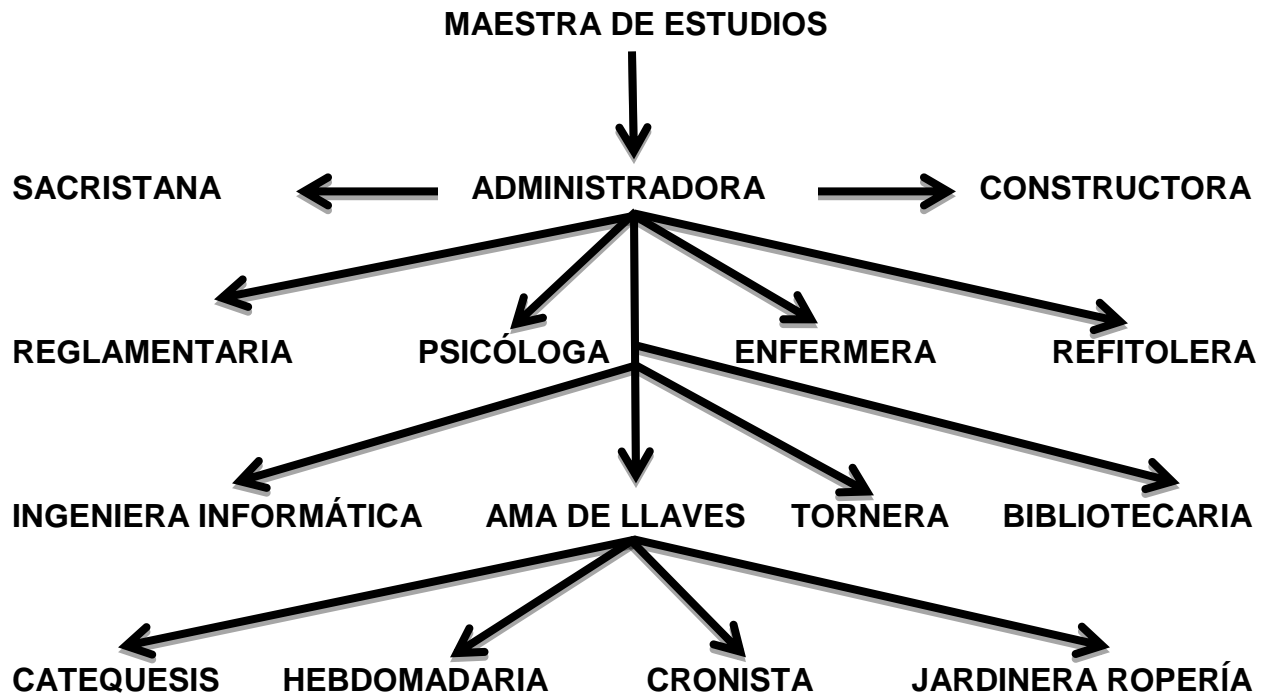 MAESTRA DE ESTUDIOS
SACRISTANA ADMINISTRADORA CONSTRUCTORA
REGLAMENTARIA PSICÓLOGA ENFERMERA REFITOLERA
INGENIERA INFORMÁTICA AMA DE LLAVES TORNERA BIBLIOTECARIA
CATEQUESIS HEBDOMADARIA CRONISTA JARDINERA ROPERÍA